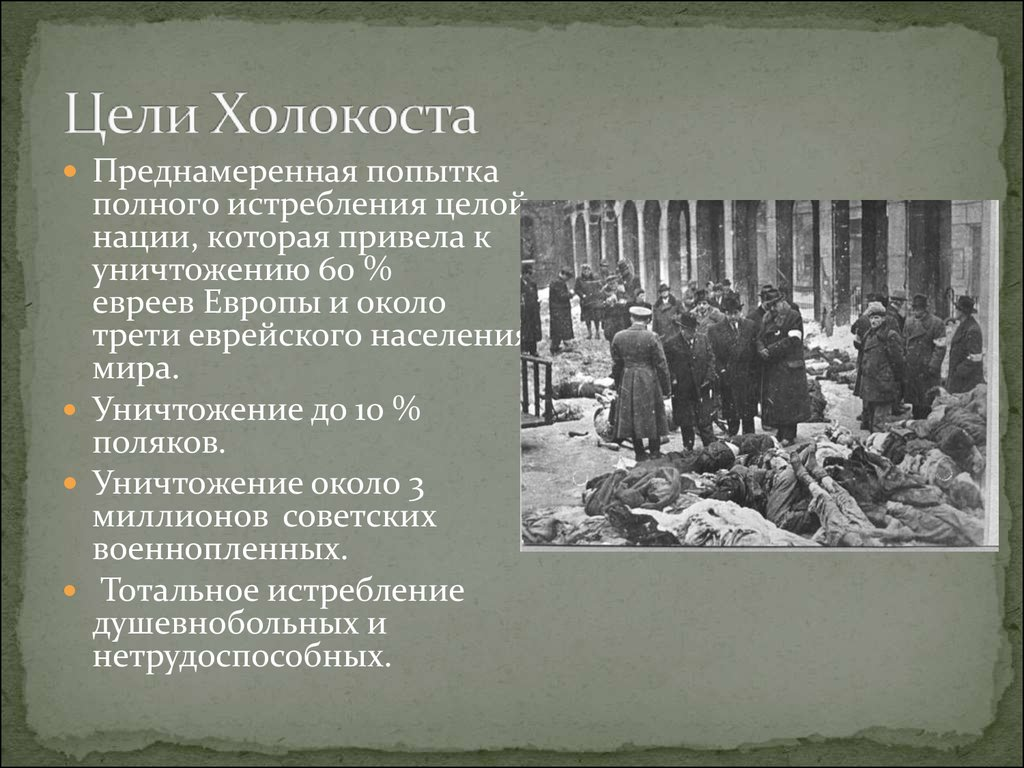 Цели Холокоста
• Преднамеренная попытка
полного истребления целой
нации, которая привела к
уничтожению 60 %
евреев Европы и около
трети еврейского населения
мира.
• Уничтожение до 10 %
поляков.
• Уничтожение около 3
миллионов советских
военнопленных.
• Тотальное истребление
душевнобольных и
нетрудоспособных.